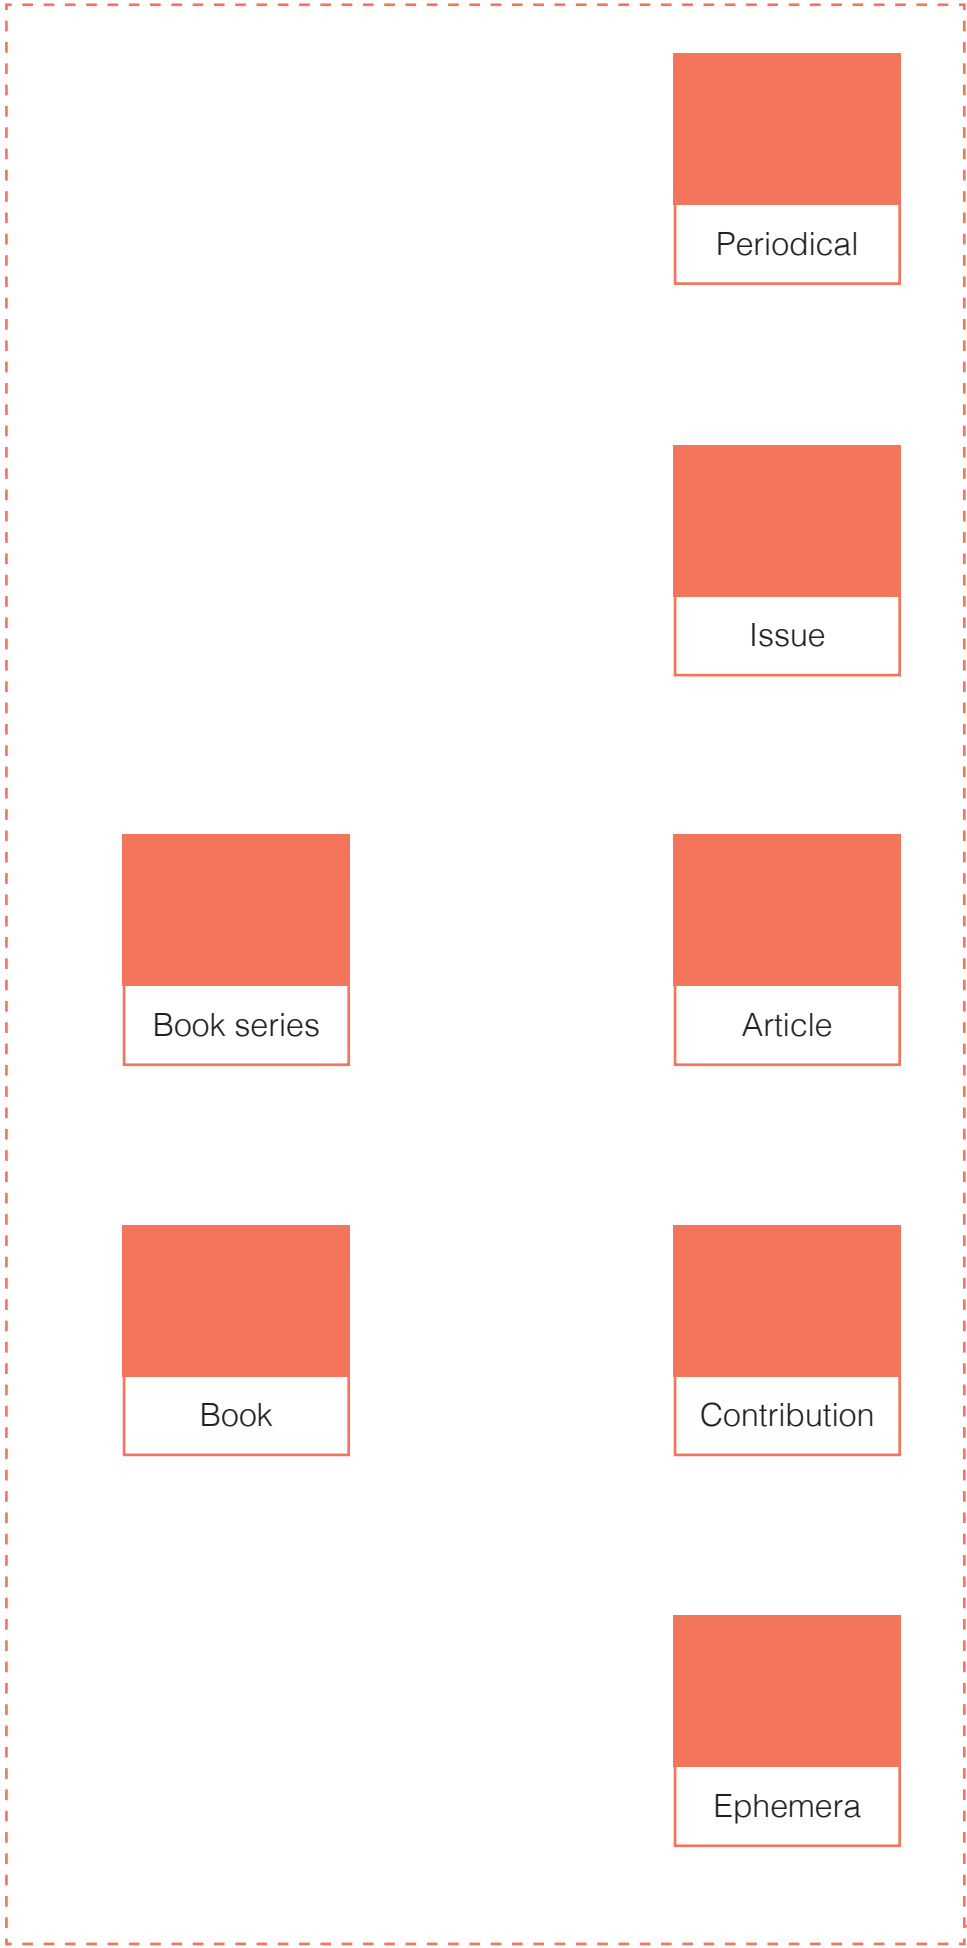 Periodical
Issue
Book series
Article
Book
Contribution
Ephemera